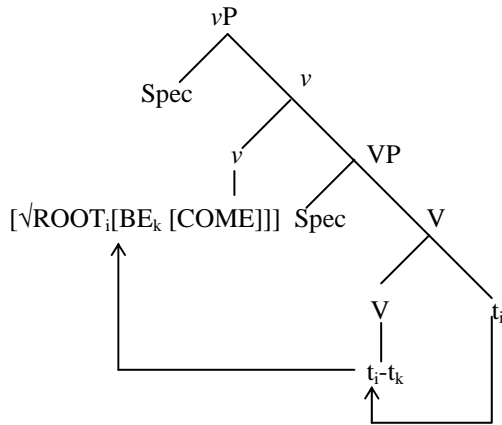 vP
Spec
v
v
VP
[√ROOTᵢ[BEₖ [COME]]] Spec
V
V
tᵢ
tᵢ-tₖ